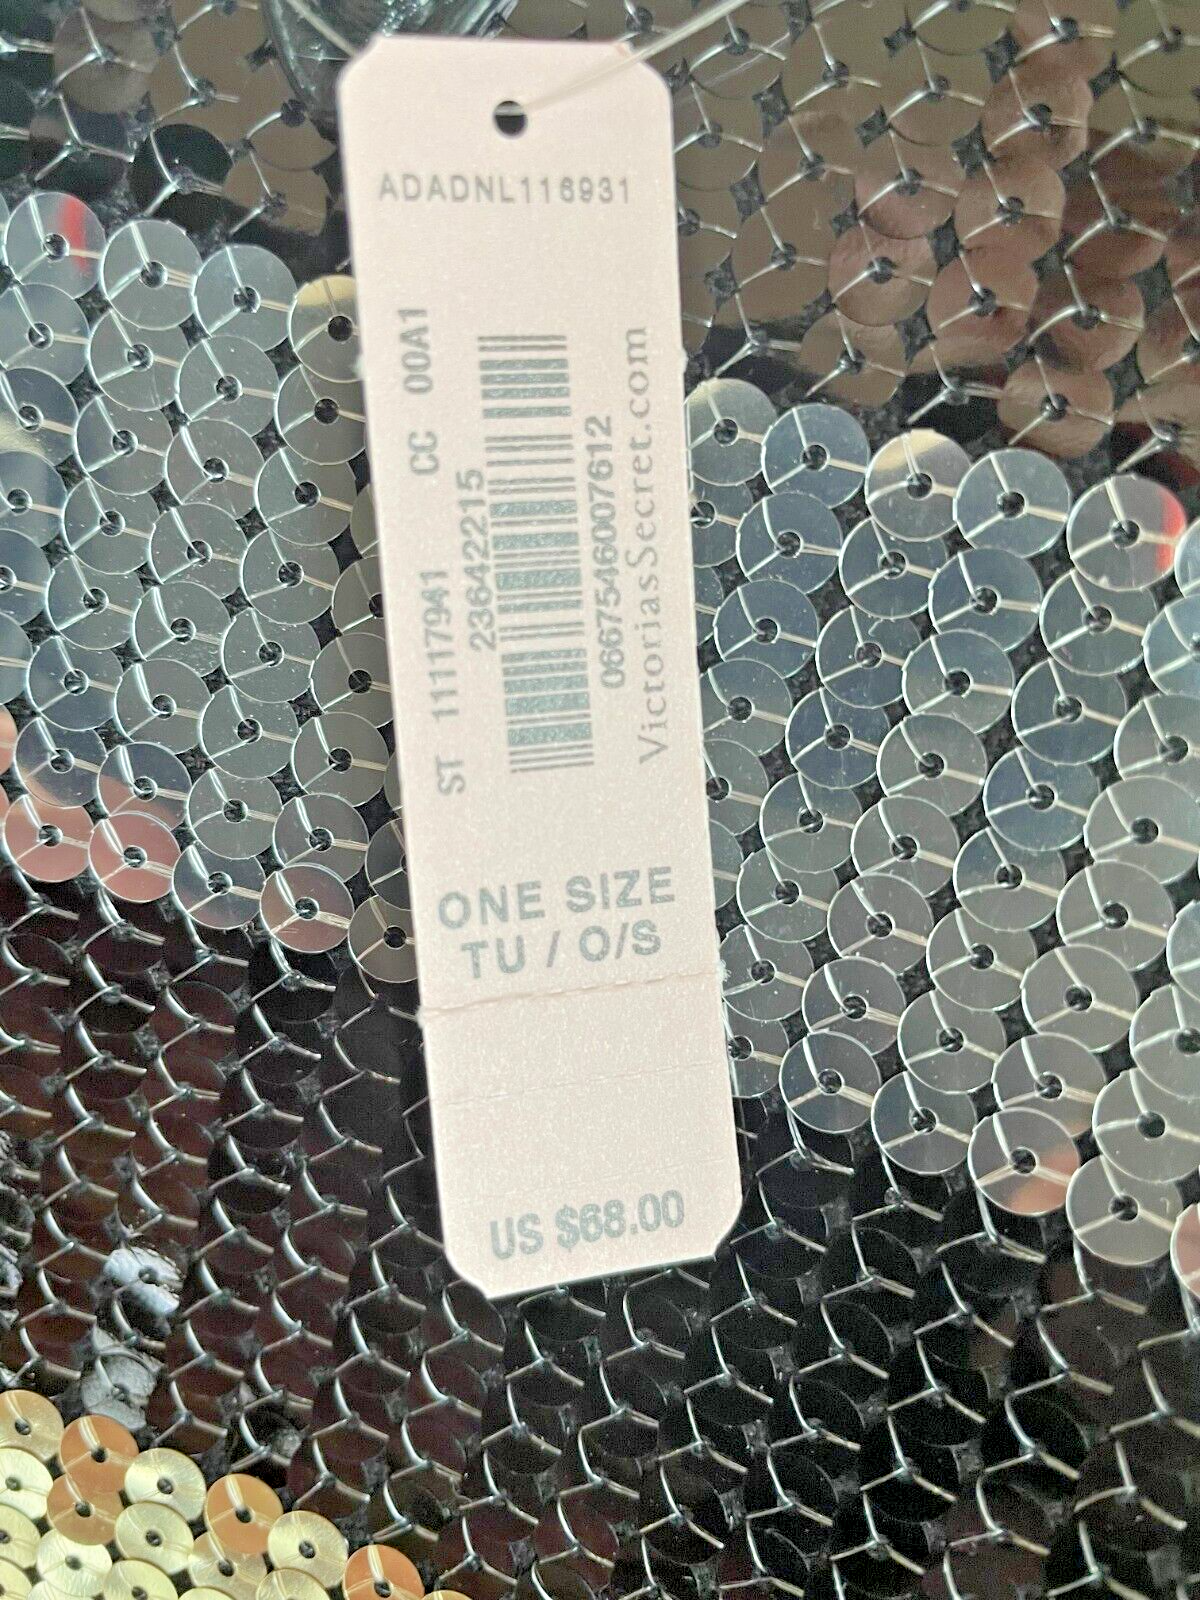 ADADNL116931
ST 11117941 CC 00A1
23642215
0667546007612
VictoriasSecret.com
ONE SIZE
TU / O/S
US $68.00